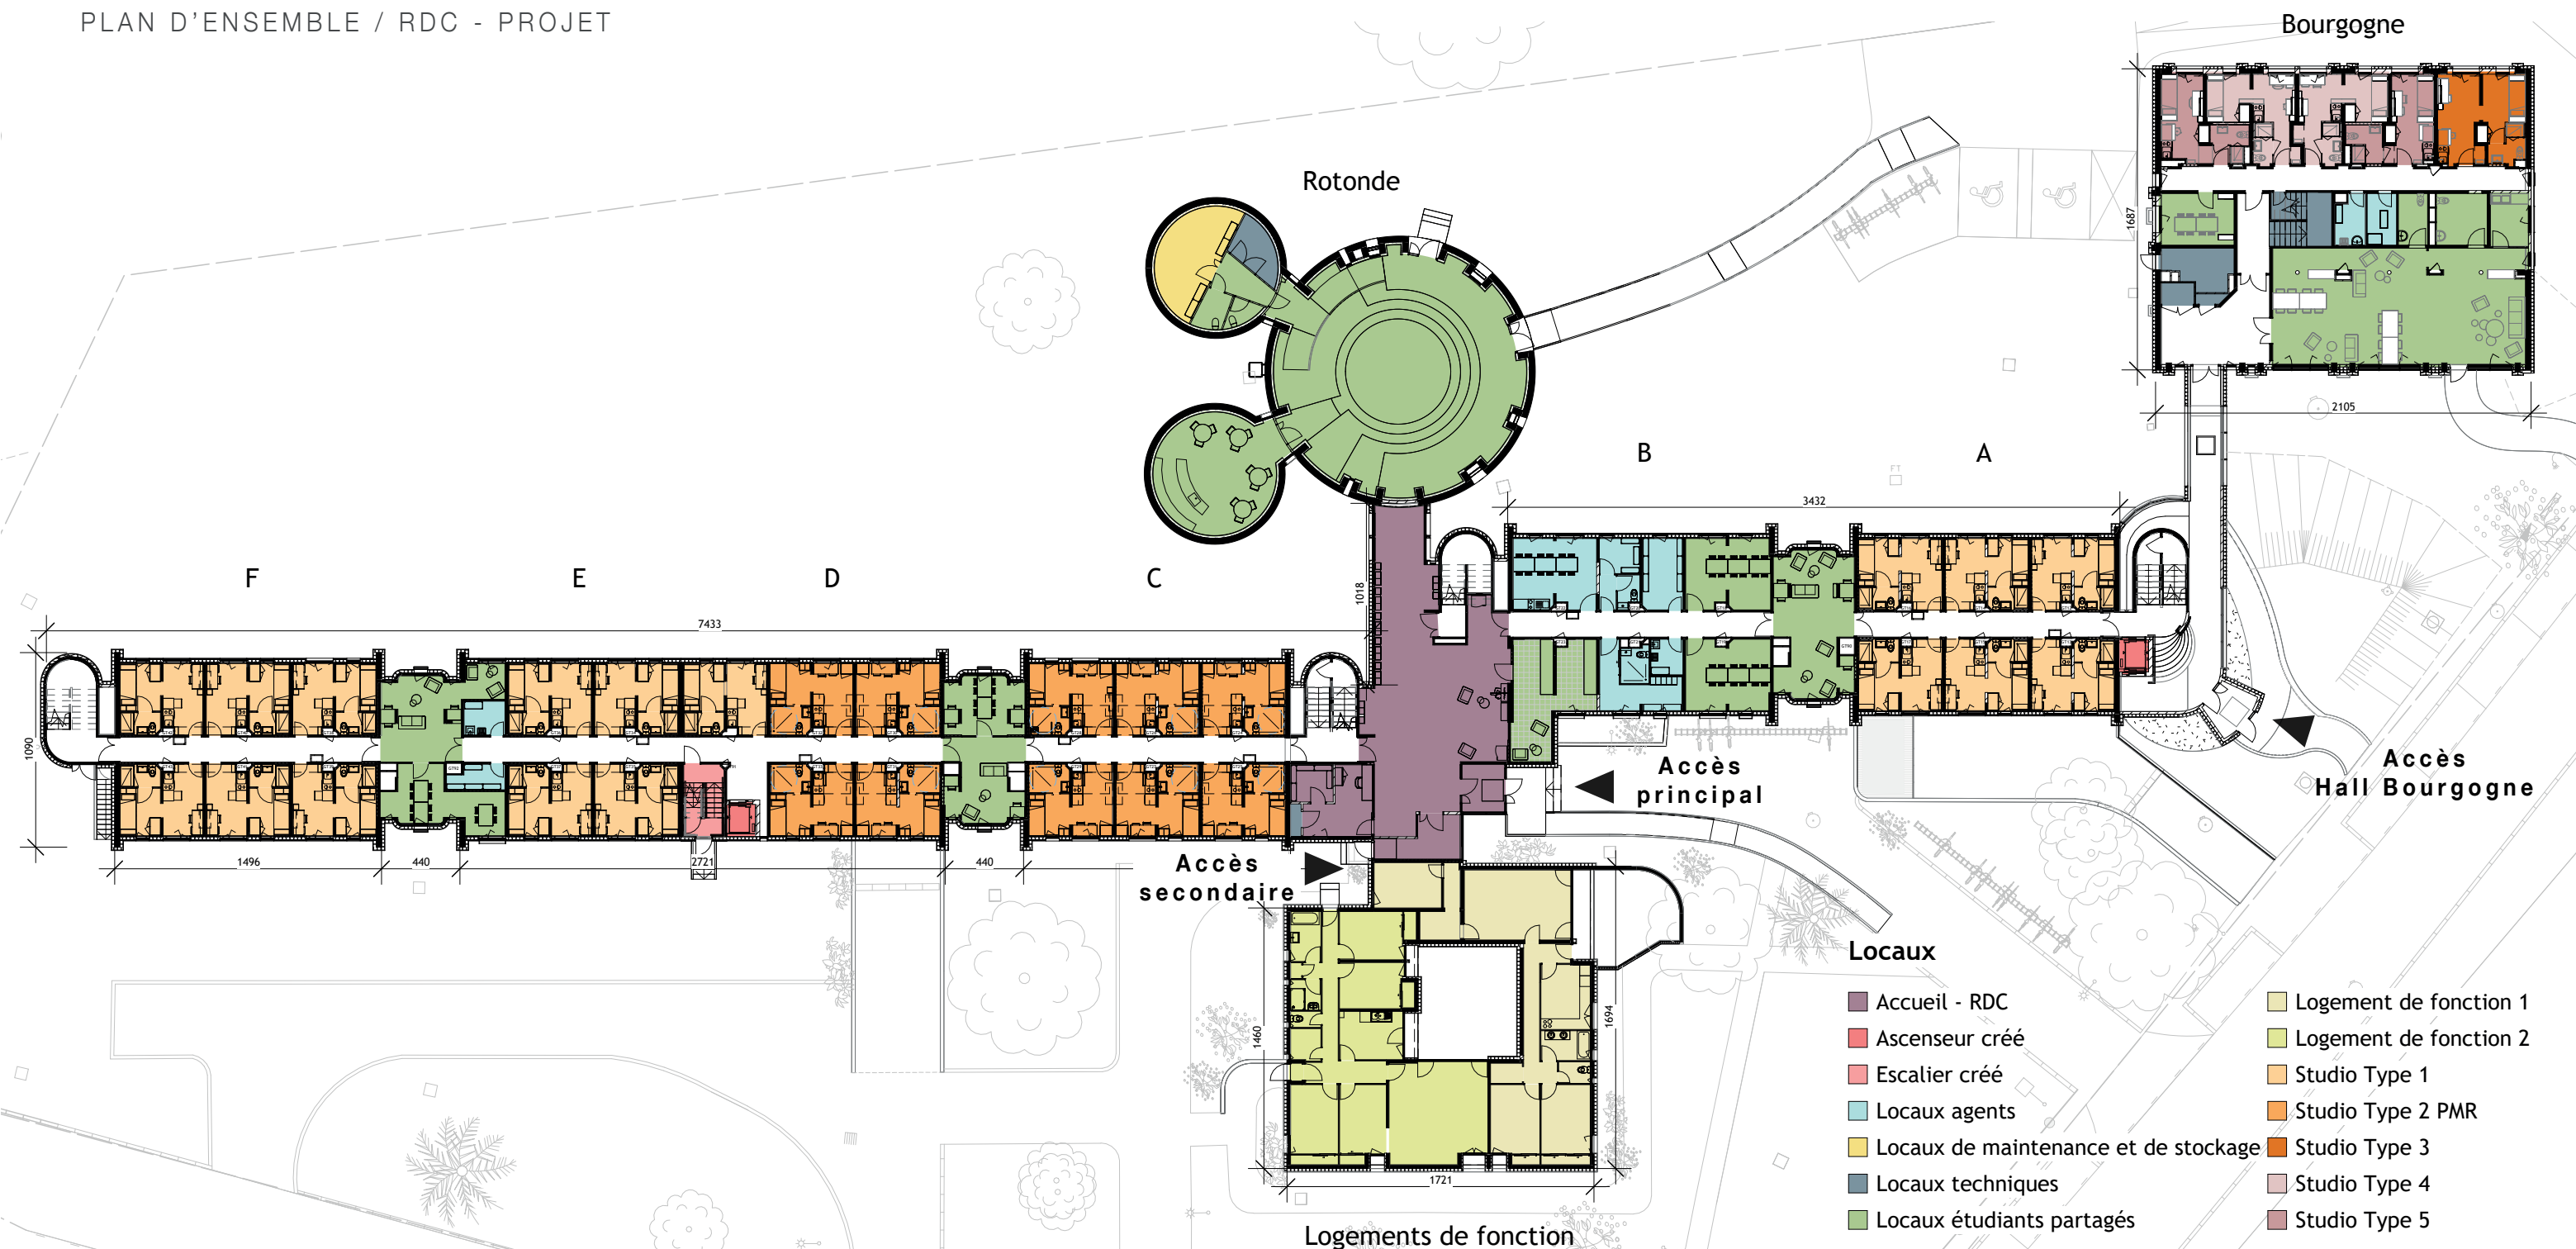 PLAN D'ENSEMBLE / RDC - PROJET
Bourgogne
Rotonde
1687
2105
B
A
3432
F
E
D
C
1018
7433
1090
1496
440
2721
440
Accès
secondaire
Accès
principal
Accès
Hall Bourgogne
FT
1460
1694
1721
Logements de fonction
Locaux
Accueil - RDC
Ascenseur créé
Escalier créé
Locaux agents
Locaux de maintenance et de stockage
Locaux techniques
Locaux étudiants partagés
Logement de fonction 1
Logement de fonction 2
Studio Type 1
Studio Type 2 PMR
Studio Type 3
Studio Type 4
Studio Type 5